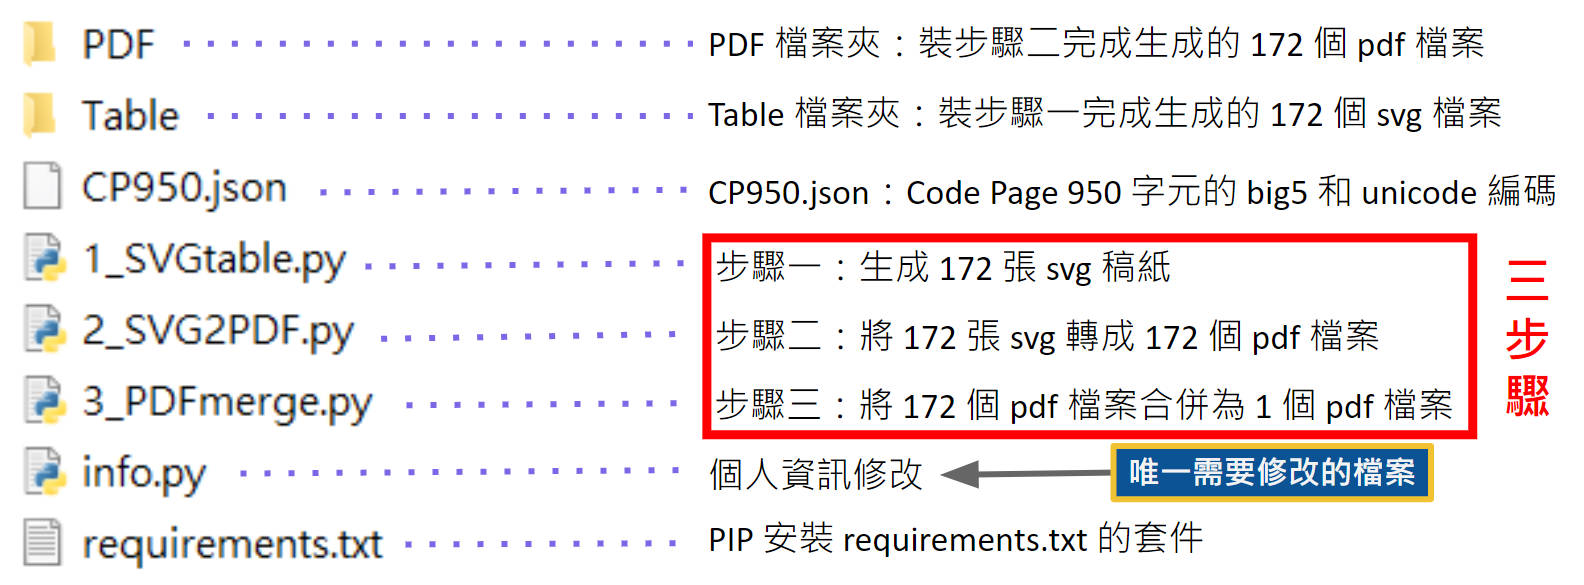 PDF PDF 檔案夾：裝步驟二完成生成的 172 個 pdf 檔案
Table Table 檔案夾：裝步驟一完成生成的 172 個 svg 檔案
CP950.json CP950.json：Code Page 950 字元的 big5 和 unicode 編碼
1_SVGtable.py 步驟一：生成 172 張 svg 稿紙
2_SVG2PDF.py 步驟二：將 172 張 svg 轉成 172 個 pdf 檔案
3_PDFmerge.py 步驟三：將 172 個 pdf 檔案合併為 1 個 pdf 檔案
三步驟
info.py 個人資訊修改 唯一需要修改的檔案
requirements.txt PIP 安裝 requirements.txt 的套件